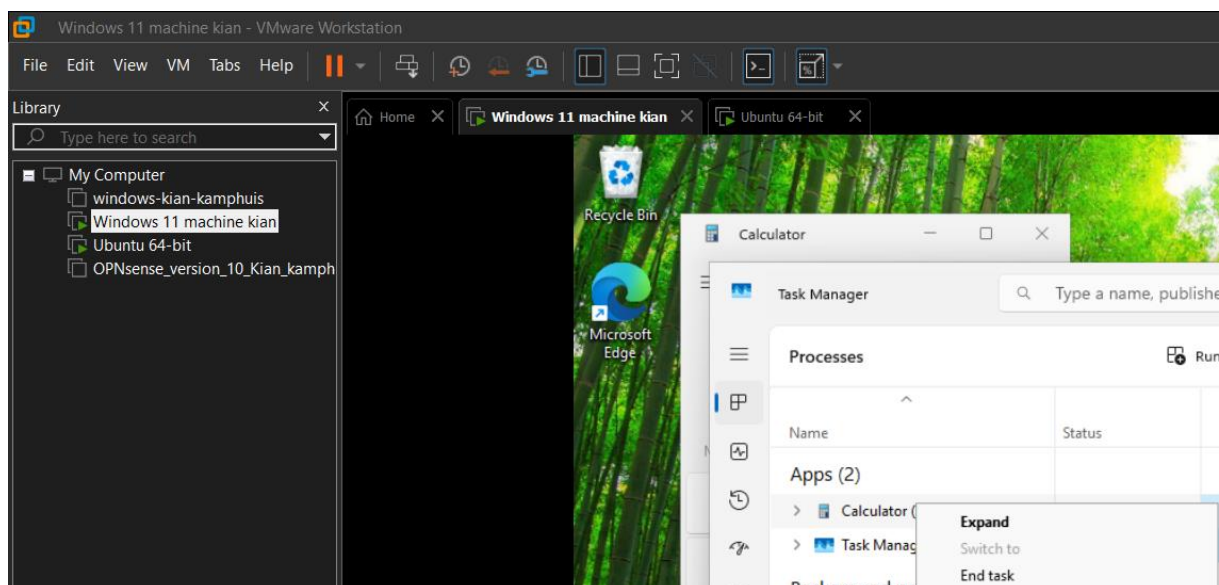 Windows 11 machine kian - VMware Workstation
File Edit View VM Tabs Help
Library
Type here to search
My Computer
windows-kian-kamphuis
Windows 11 machine kian
Ubuntu 64-bit
OPNsense_version_10_Kian_kamph
Home
Windows 11 machine kian
Ubuntu 64-bit
Recycle Bin
Microsoft
Edge
Calculator
Task Manager
Type a name, publishe
Processes
Run
Name Status
Apps (2)
Calculator (
Task Manag
Expand
Switch to
End task